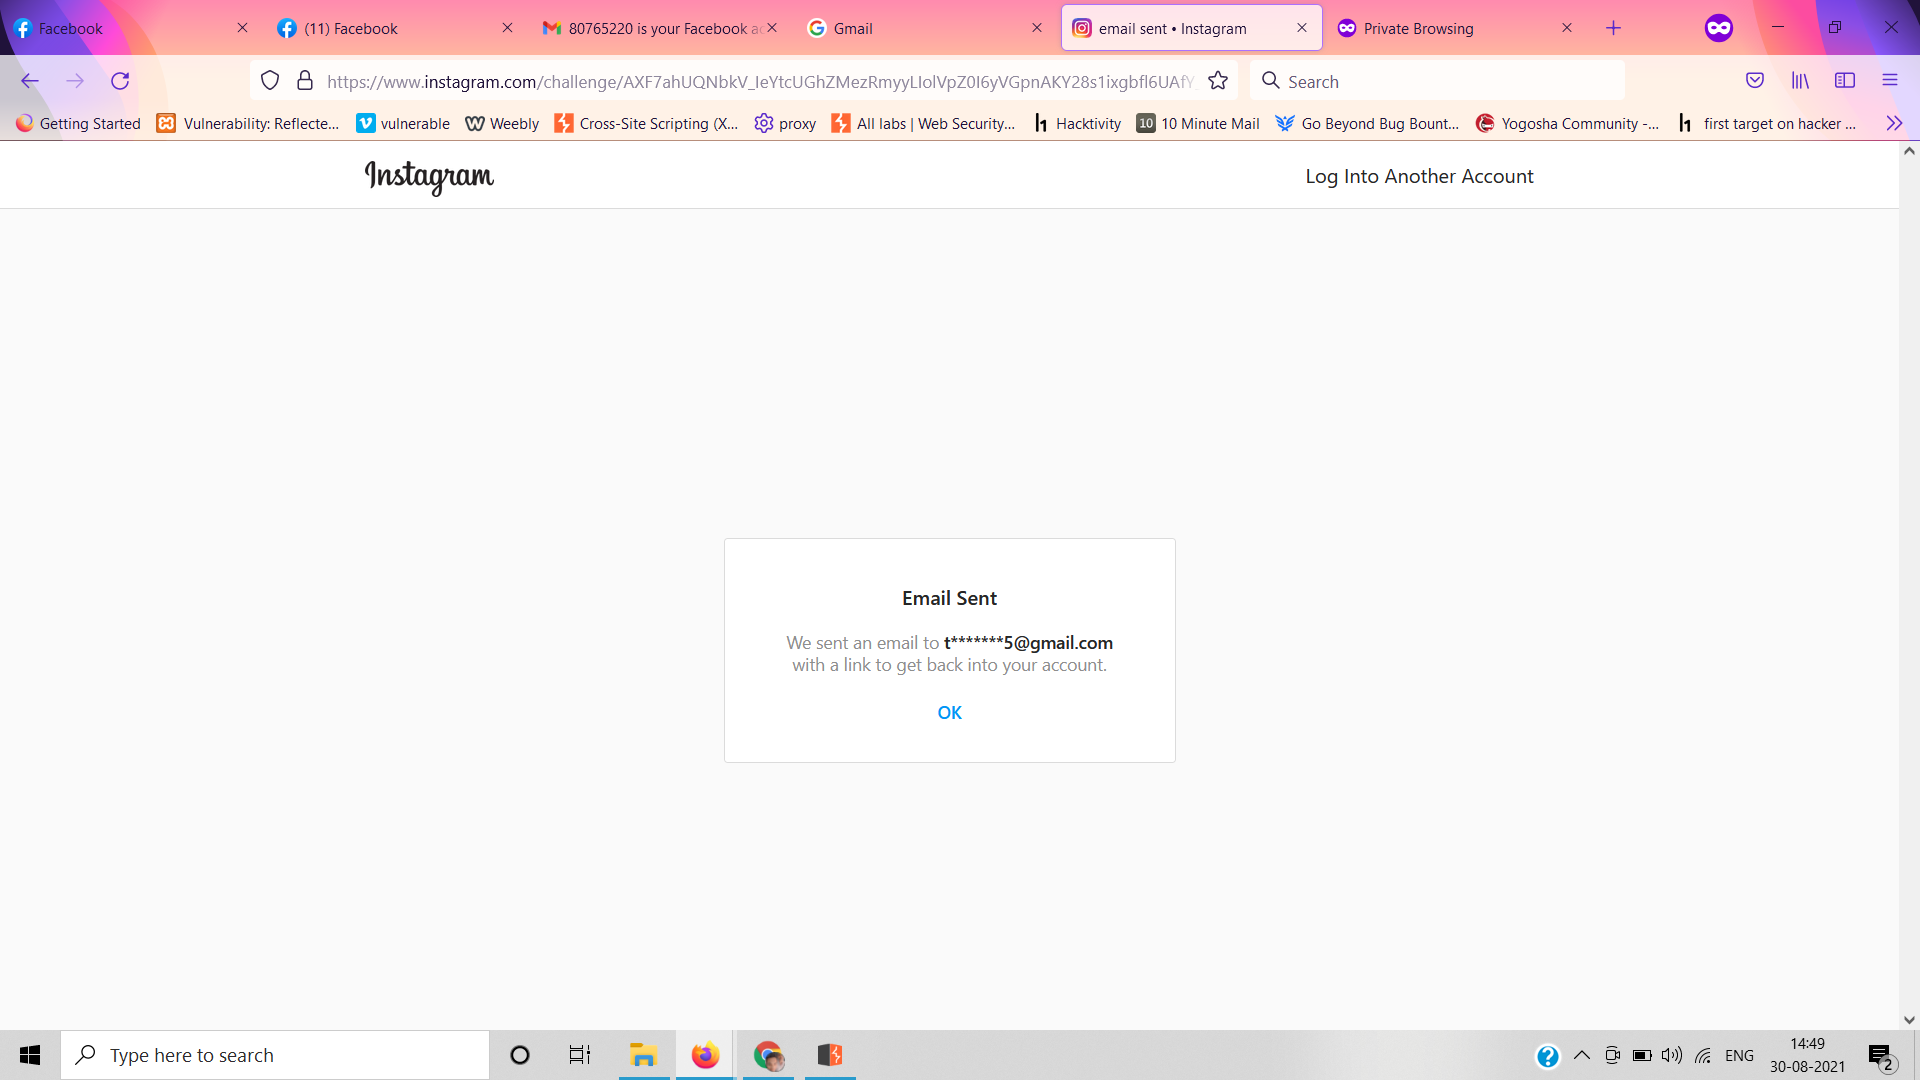 Facebook
(11) Facebook
80765220 is your Facebook ac
Gmail
email sent • Instagram
Private Browsing
https://www.instagram.com/challenge/
Search
Getting Started
Vulnerability: Reflecte...
vulnerable
Weebly
Cross-Site Scripting (X...
proxy
All labs | Web Security...
Hacktivity
10
10 Minute Mail
Go Beyond Bug Bount...
Yogosha Community -...
first target on hacker ...
Instagram
Log Into Another Account
Email Sent
We sent an email to t*******5@gmail.com
with a link to get back into your account.
OK
Type here to search
ENG
14:49
30-08-2021
2